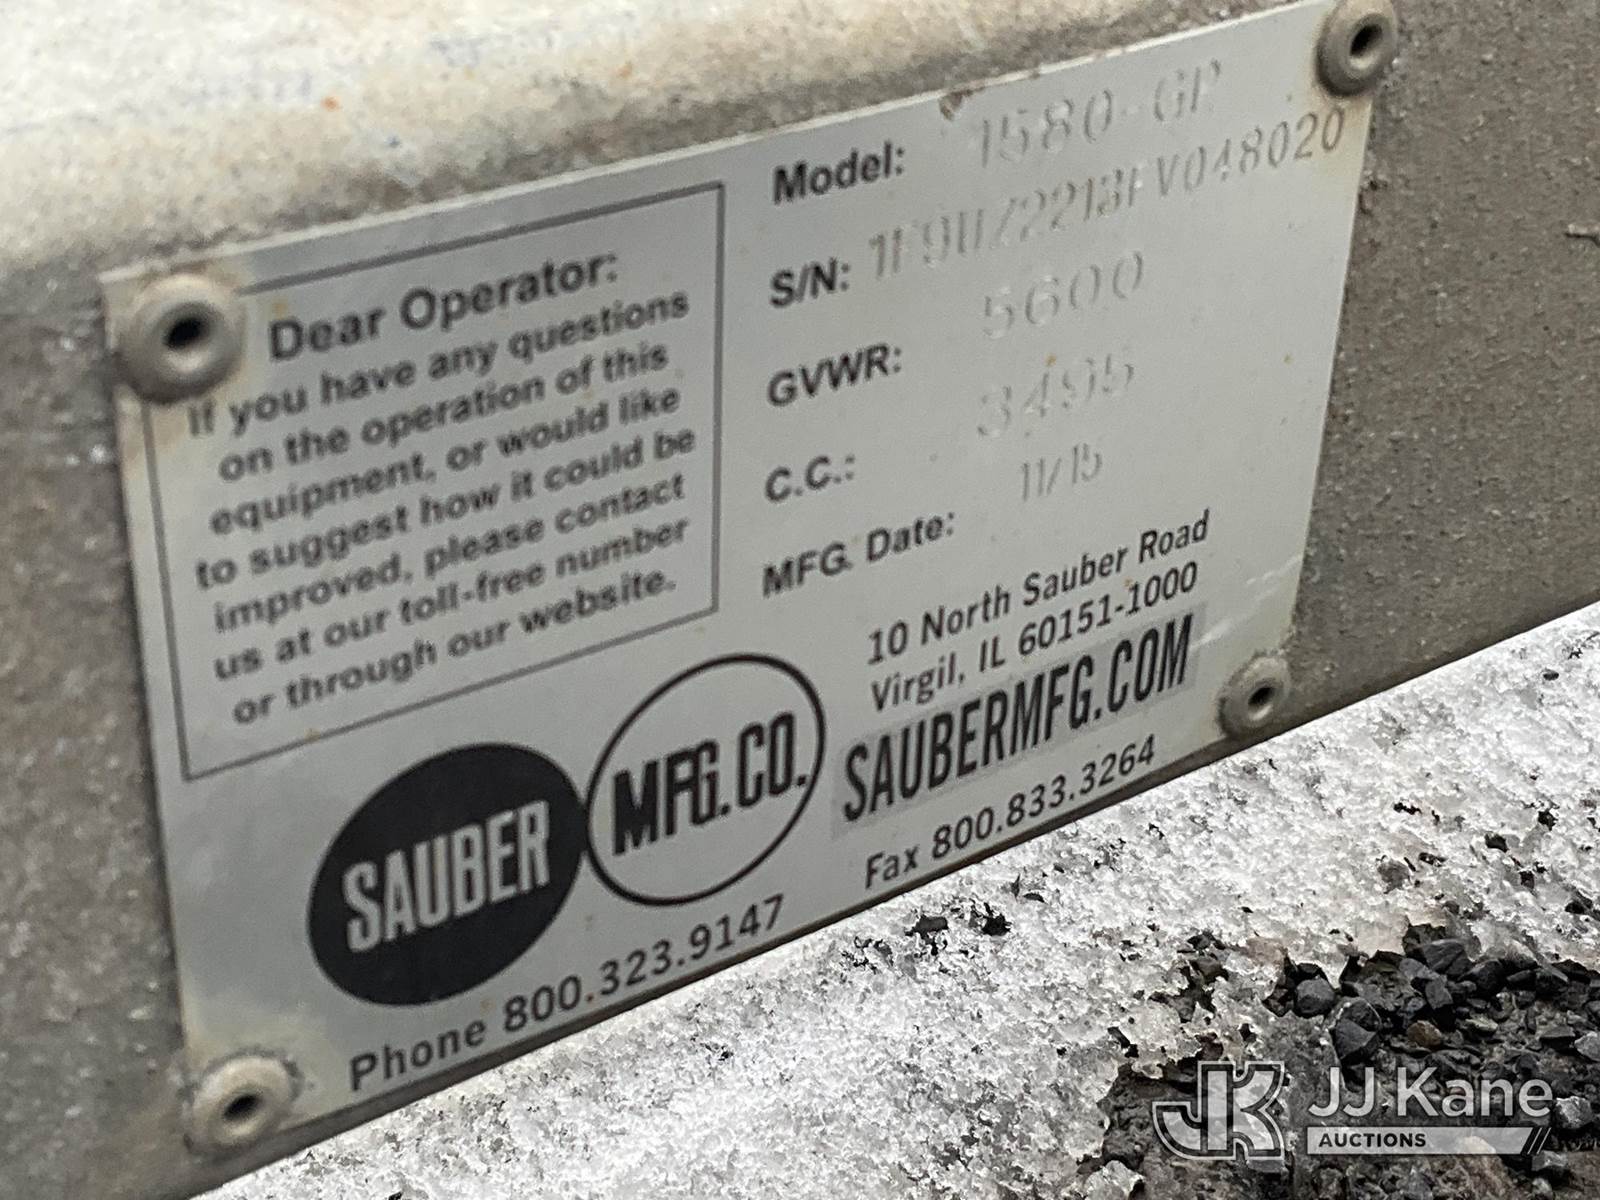 Dear Operator:
If you have any questions
on the operation of this
equipment, or would like
to suggest how it could be
improved, please contact
us at our toll-free number
or through our website.
Model: 1580-GP
S/N:
GVWR: 5600
C.C.: 3495
MFG. Date: 11/15
10 North Sauber Road
Virgil, IL 60151-1000
SAUBERMFG.COM
SAUBER MFG.CO.
Phone 800.323.9147
Fax 800.833.3264
JK JJ Kane
AUCTIONS